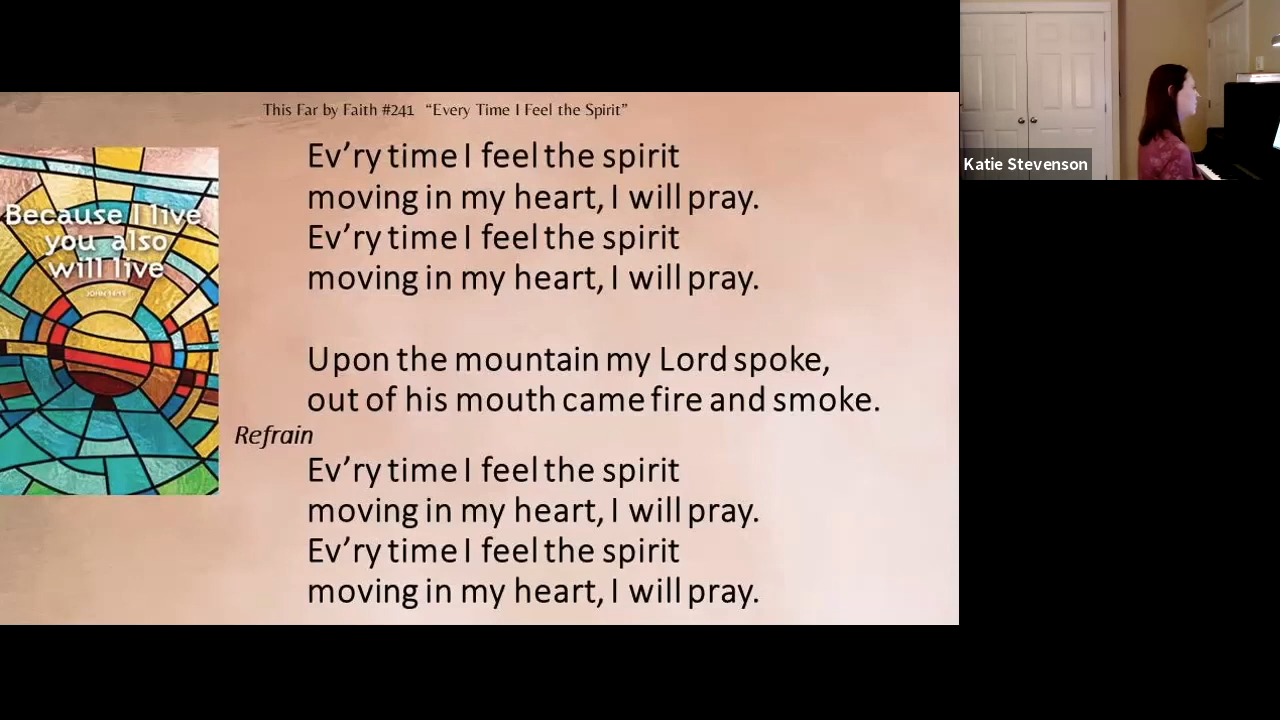 This Far by Faith #241 “Every Time I Feel the Spirit”
Ev’ry time I feel the spirit
moving in my heart, I will pray.
Ev’ry time I feel the spirit
moving in my heart, I will pray.
Upon the mountain my Lord spoke,
out of his mouth came fire and smoke.
Refrain
Ev’ry time I feel the spirit
moving in my heart, I will pray.
Ev’ry time I feel the spirit
moving in my heart, I will pray.
Because I live,
you also
will live
JOHN 14:19
Katie Stevenson